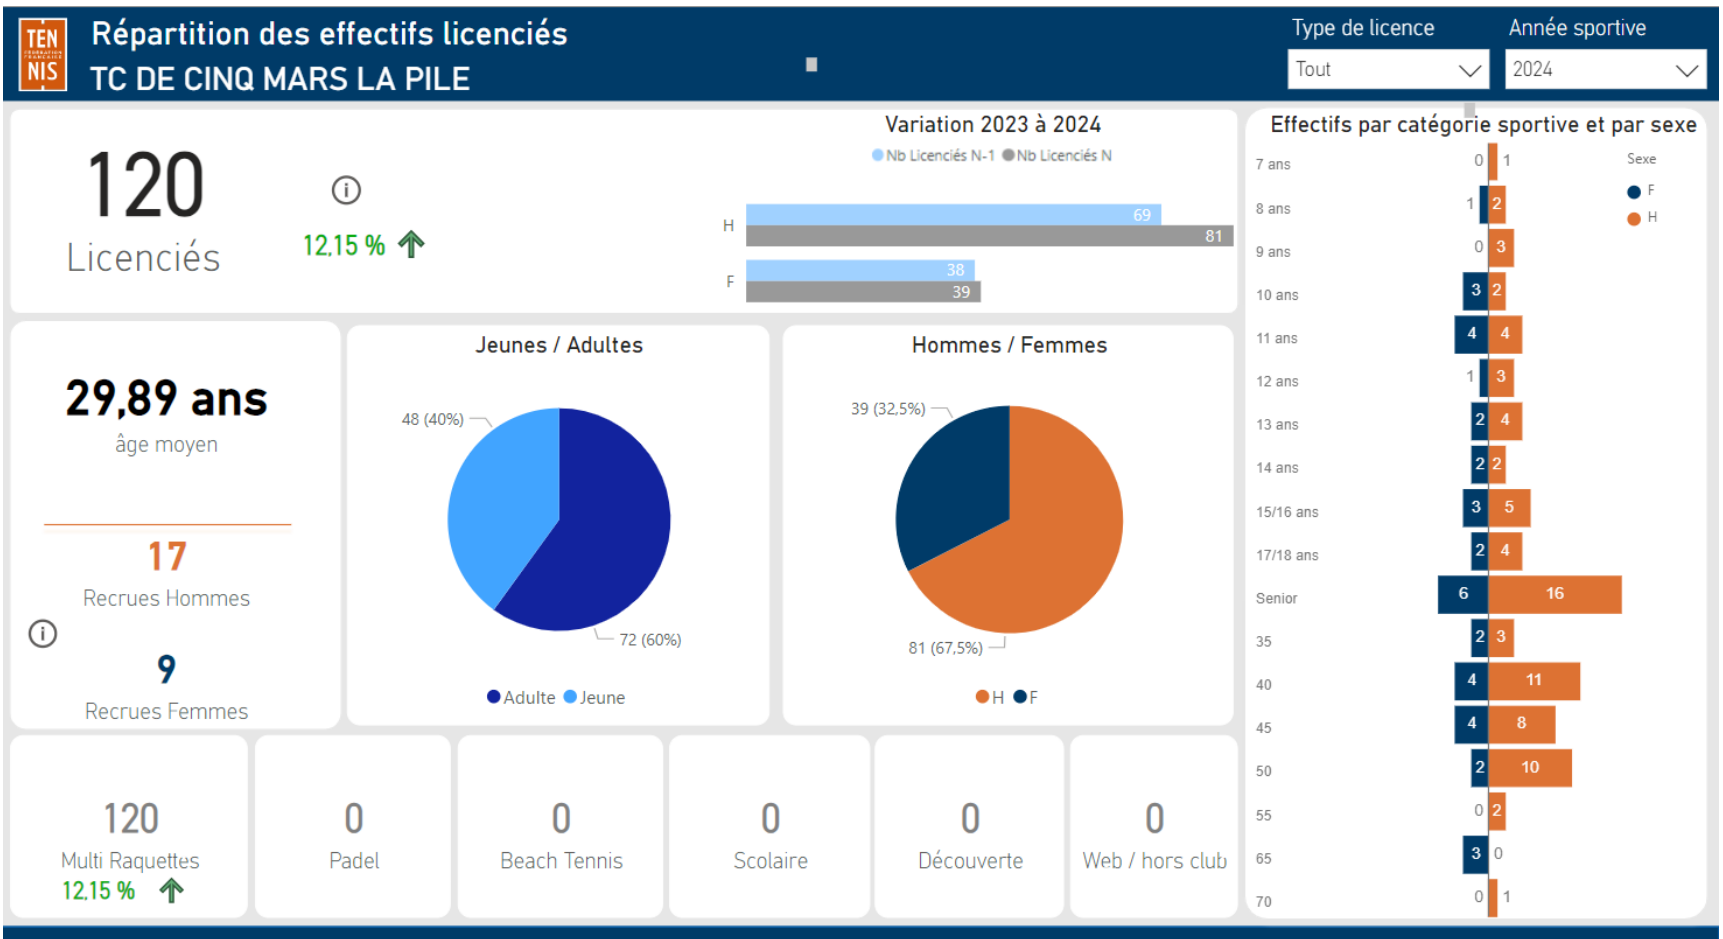 TEN
FÉDÉRATION
FRANÇAISE
NIS
Répartition des effectifs licenciés
TC DE CINQ MARS LA PILE
Type de licence
Tout
Année sportive
2024
120
Licenciés
12,15 %
Variation 2023 à 2024
Nb Licenciés N-1 Nb Licenciés N
H
69
81
F
38
39
29,89 ans
âge moyen
17
Recrues Hommes
9
Recrues Femmes
Jeunes / Adultes
48 (40%)
72 (60%)
Adulte Jeune
Hommes / Femmes
39 (32,5%)
81 (67,5%)
H F
120
Multi Raquettes
12,15 %
0
Padel
0
Beach Tennis
0
Scolaire
0
Découverte
0
Web / hors club
Effectifs par catégorie sportive et par sexe
Sexe
F
H
7 ans 0 1
8 ans 1 2
9 ans 0 3
10 ans 3 2
11 ans 4 4
12 ans 1 3
13 ans 2 4
14 ans 2 2
15/16 ans 3 5
17/18 ans 2 4
Senior 6 16
35 2 3
40 4 11
45 4 8
50 2 10
55 0 2
65 3 0
70 0 1